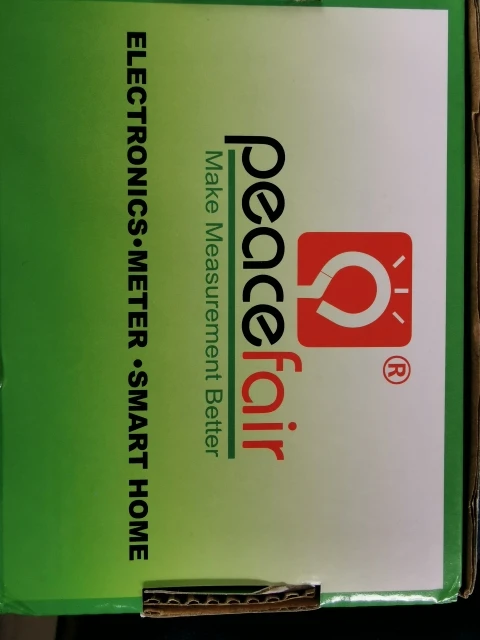 ®
peacefair
Make Measurement Better
ELECTRONICS•METER •SMART HOME